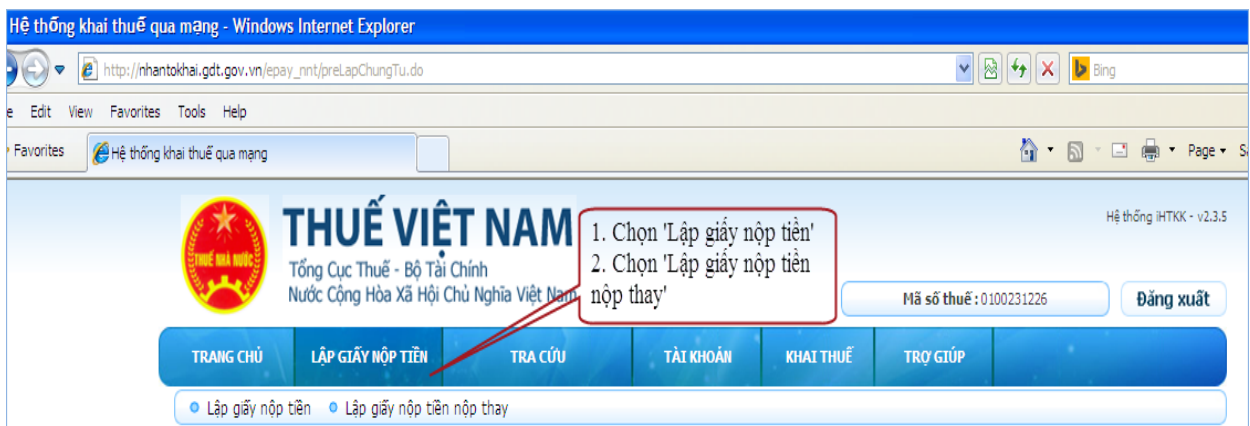 Hệ thống khai thuế qua mạng - Windows Internet Explorer
http://nhantokhai.gdt.gov.vn/epay_nnt/preLapChungTu.do
Bing
Edit View Favorites Tools Help
Favorites
Hệ thống khai thuế qua mạng
Page
THUẾ NHÀ NƯỚC
THUẾ VIỆT NAM
Tổng Cục Thuế - Bộ Tài Chính
Nước Cộng Hòa Xã Hội Chủ Nghĩa Việt Nam
1. Chọn 'Lập giấy nộp tiền'
2. Chọn 'Lập giấy nộp tiền
nộp thay'
Hệ thống iHTKK - v2.3.5
Mã số thuế : 0100231226
Đăng xuất
TRANG CHỦ LẬP GIẤY NỘP TIỀN TRA CỨU TÀI KHOẢN KHAI THUẾ TRỢ GIÚP
Lập giấy nộp tiền Lập giấy nộp tiền nộp thay